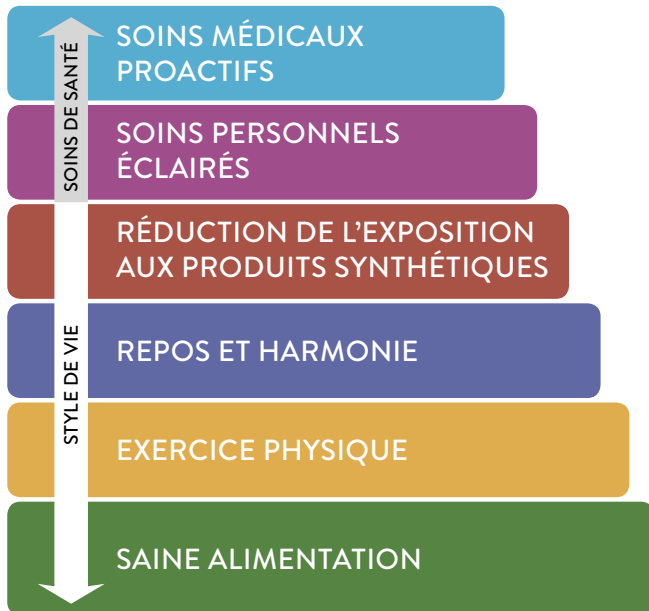 SOINS MÉDICAUX
PROACTIFS
SOINS PERSONNELS
ÉCLAIRÉS
RÉDUCTION DE L’EXPOSITION
AUX PRODUITS SYNTHÉTIQUES
REPOS ET HARMONIE
EXERCICE PHYSIQUE
SAINE ALIMENTATION
SOINS DE SANTÉ
STYLE DE VIE